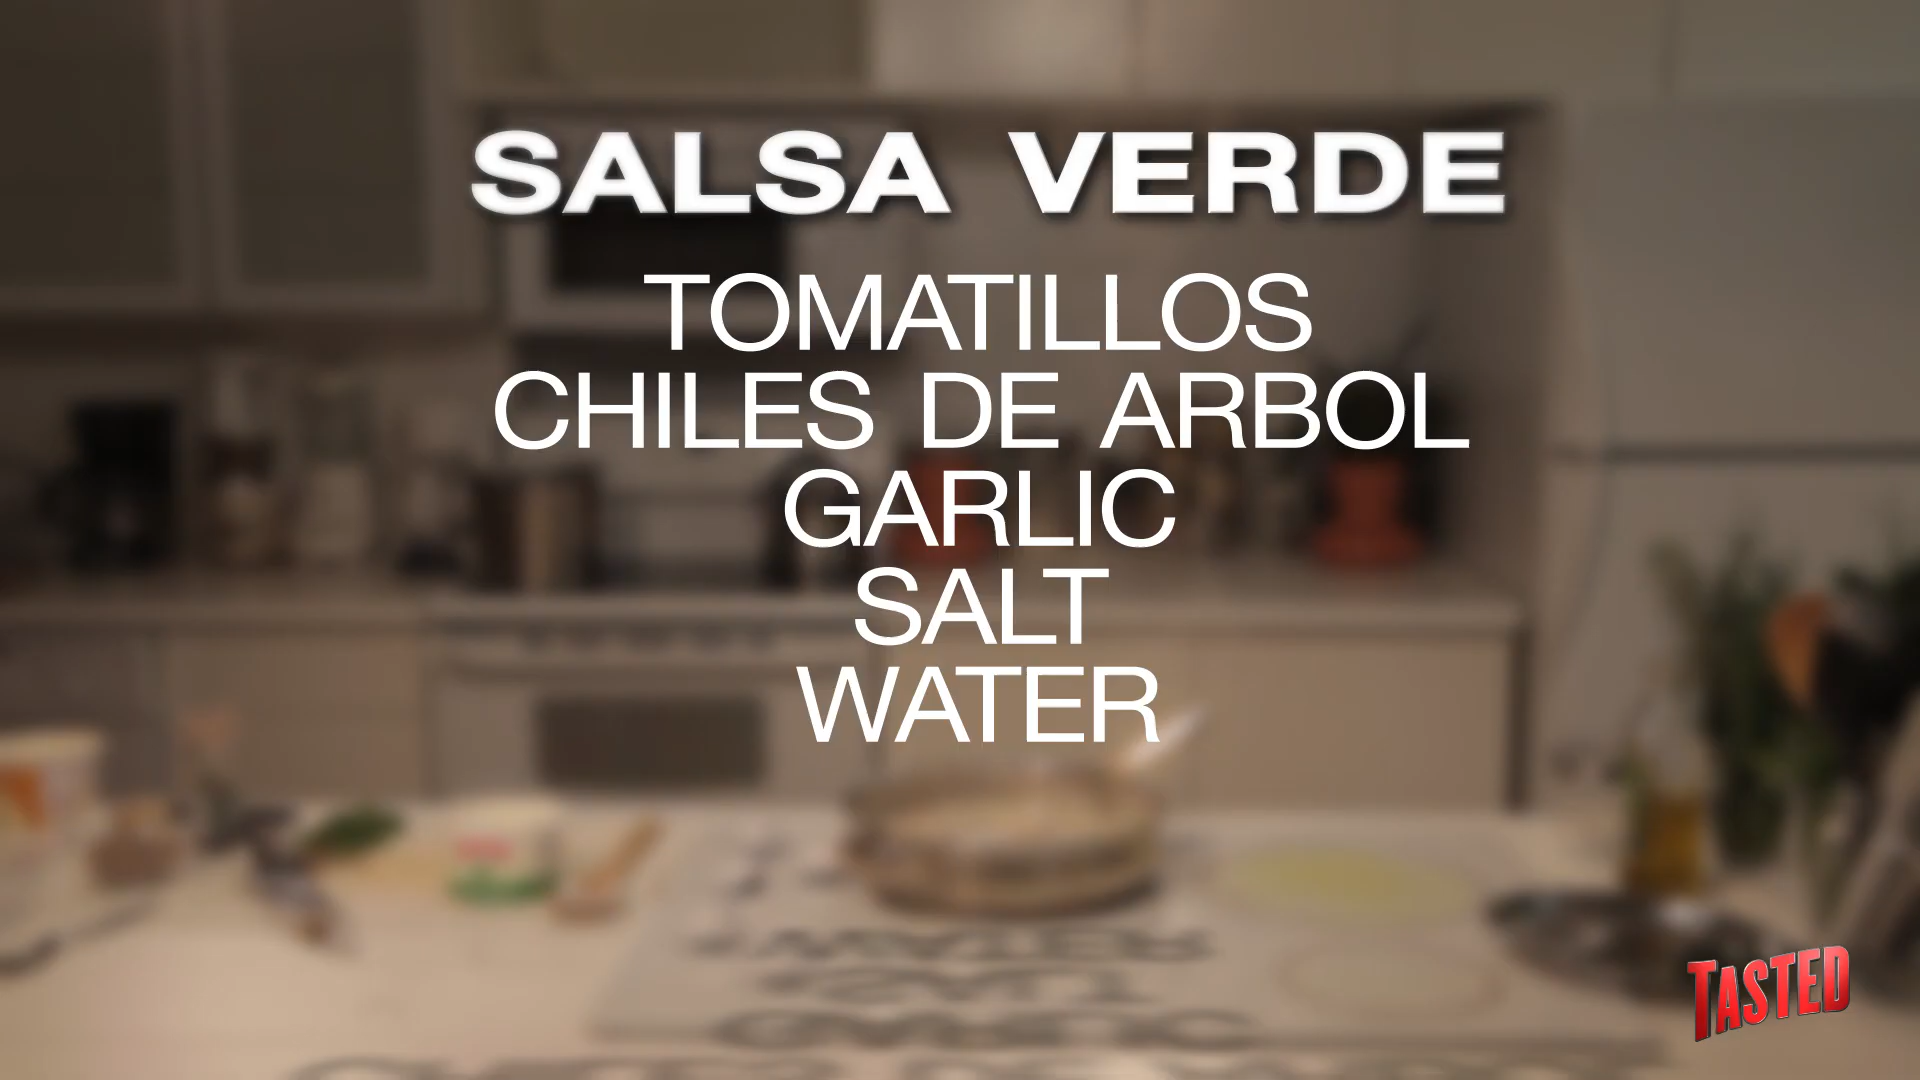 SALSA VERDE
TOMATILLOS
CHILES DE ARBOL
GARLIC
SALT
WATER
TASTED